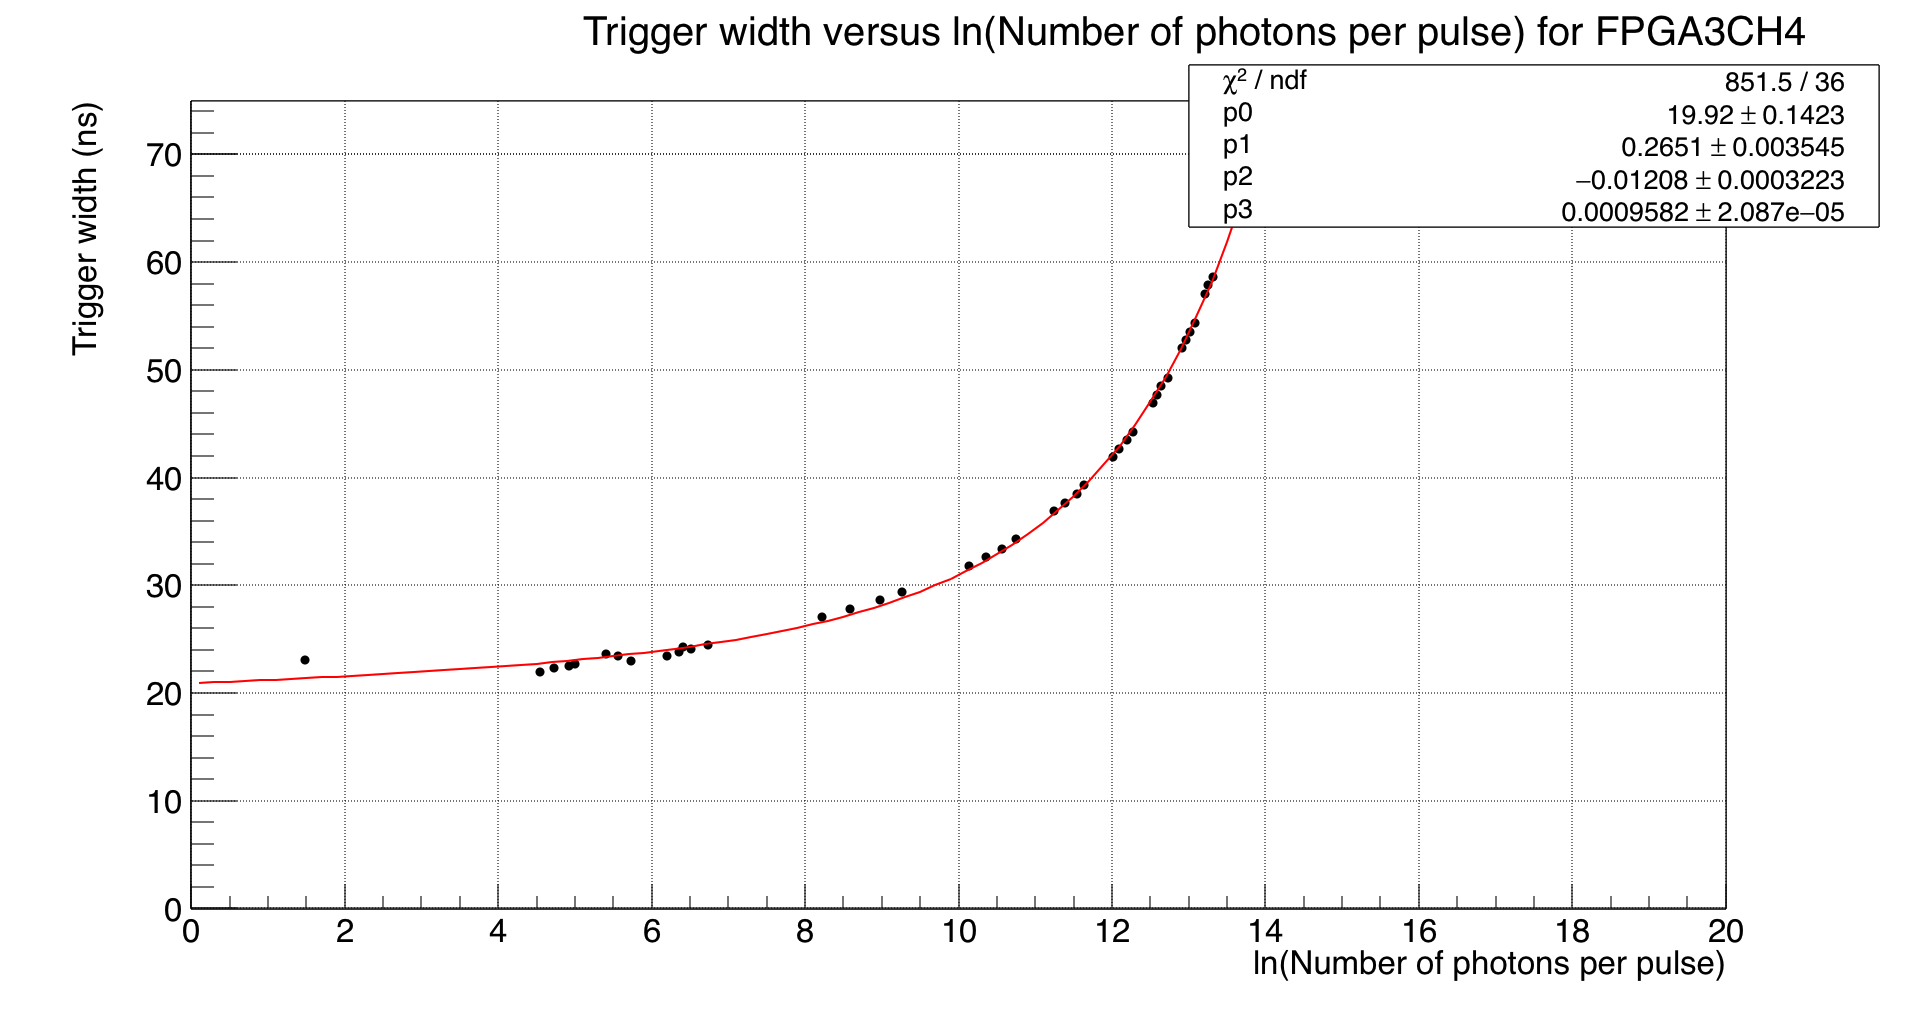 Trigger width versus ln(Number of photons per pulse) for FPGA3CH4
χ² / ndf 851.5 / 36
p0 19.92 ± 0.1423
p1 0.2651 ± 0.003545
p2 −0.01208 ± 0.0003223
p3 0.0009582 ± 2.087e−05
Trigger width (ns)
70
60
50
40
30
20
10
0
0 2 4 6 8 10 12 14 16 18 20
ln(Number of photons per pulse)